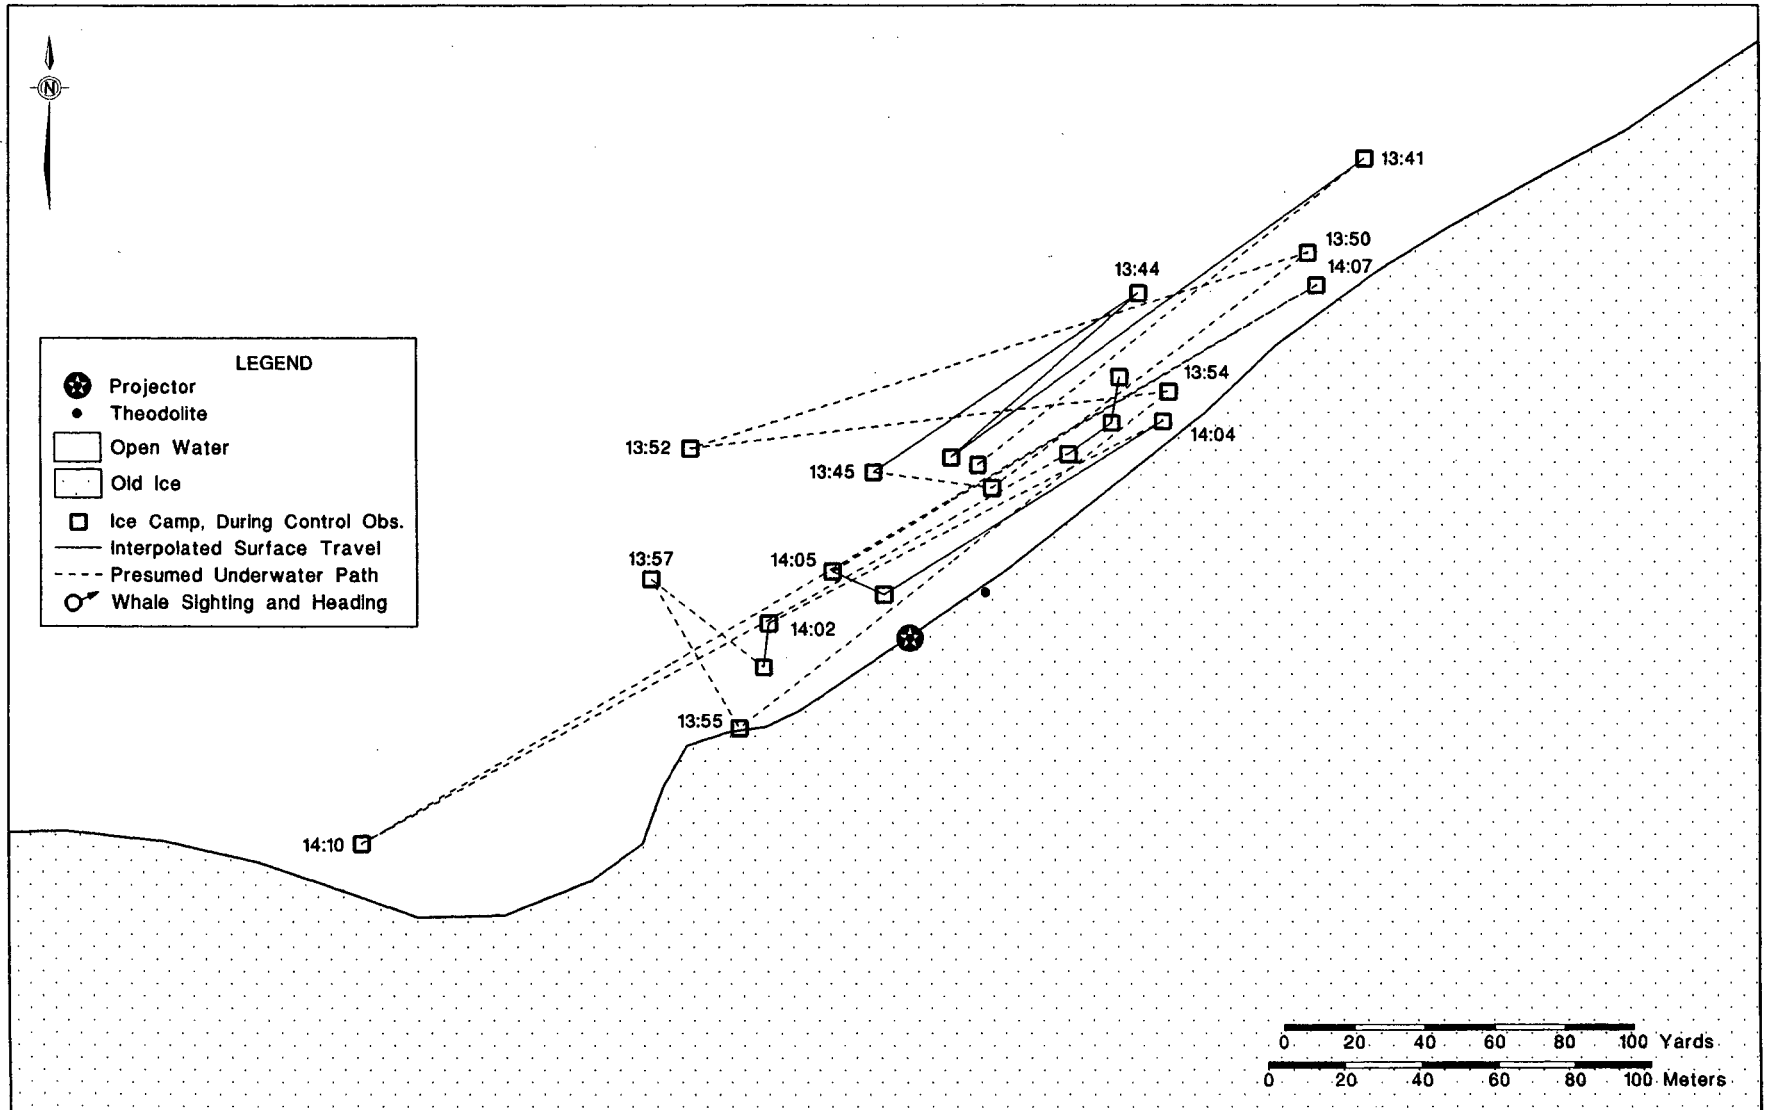 N
13:41
13:50
14:07
13:44
13:54
14:04
13:52
13:45
13:57
14:05
14:02
13:55
14:10
LEGEND
Projector
Theodolite
Open Water
Old Ice
Ice Camp, During Control Obs.
Interpolated Surface Travel
Presumed Underwater Path
Whale Sighting and Heading
0 20 40 60 80 100 Yards
0 20 40 60 80 100 Meters